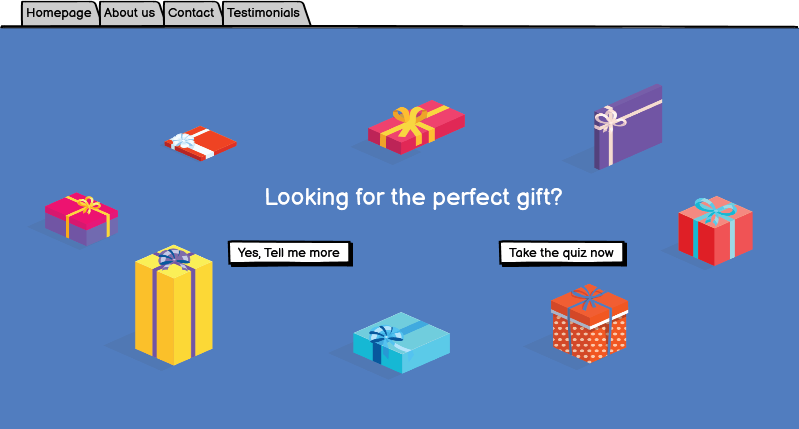 Homepage
About us
Contact
Testimonials
Looking for the perfect gift?
Yes, Tell me more
Take the quiz now